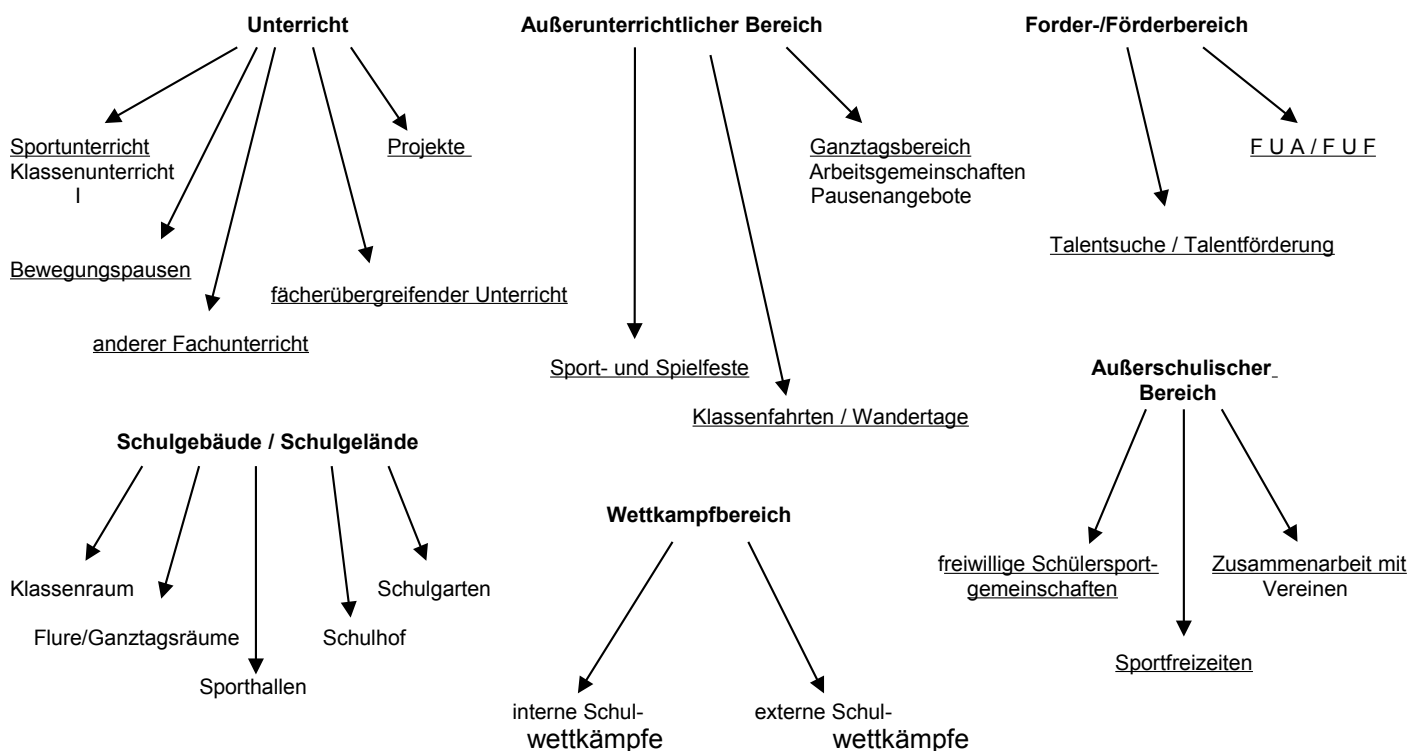 Unterricht
Außerunterrichtlicher Bereich
Forder-/Förderbereich
Sportunterricht
Klassenunterricht
I
Projekte
Ganztagsbereich
Arbeitsgemeinschaften
Pausenangebote
F U A / F U F
Bewegungspausen
fächerübergreifender Unterricht
anderer Fachunterricht
Talentsuche / Talentförderung
Sport- und Spielfeste
Klassenfahrten / Wandertage
Außerschulischer
Bereich
Schulgebäude / Schulgelände
Klassenraum
Flure/Ganztagsräume
Sporthallen
Schulhof
Schulgarten
Wettkampfbereich
interne Schul-
wettkämpfe
externe Schul-
wettkämpfe
freiwillige Schülersport-
gemeinschaften
Zusammenarbeit mit
Vereinen
Sportfreizeiten